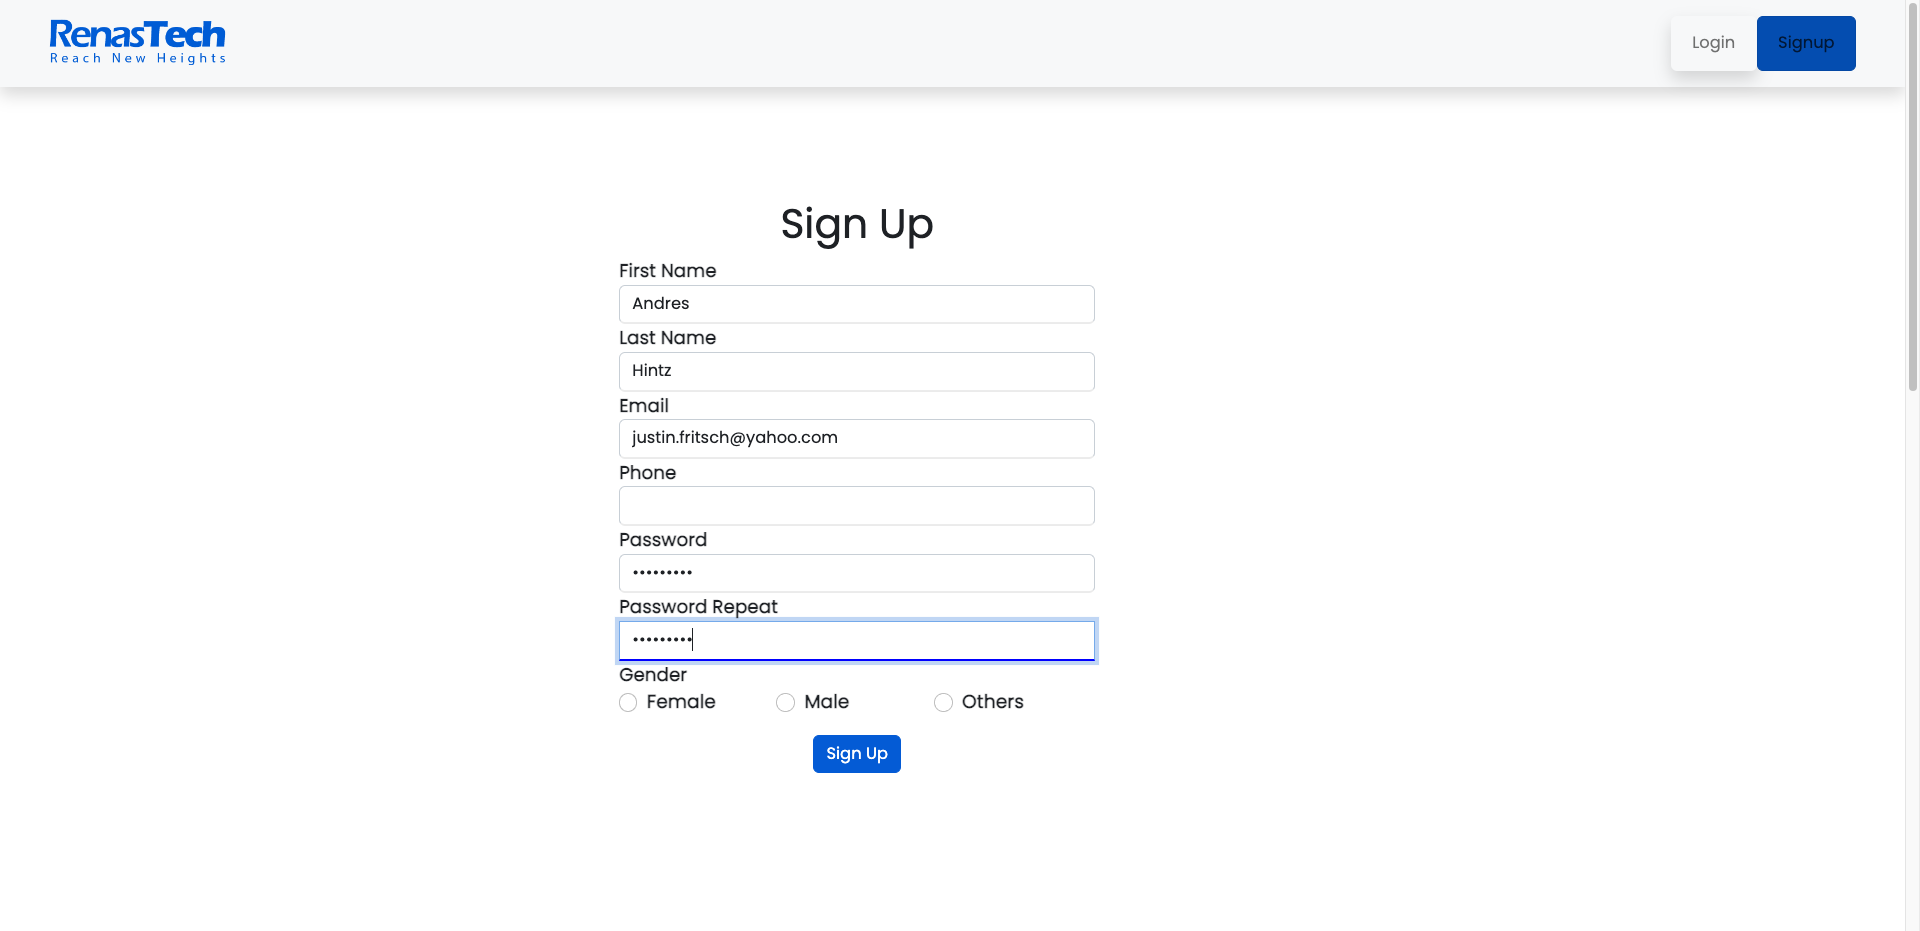 RenasTech
Reach New Heights
Login
Signup
Sign Up
First Name
Andres
Last Name
Hintz
Email
justin.fritsch@yahoo.com
Phone
Password
•••••••••
Password Repeat
•••••••••
Gender
Female Male Others
Sign Up